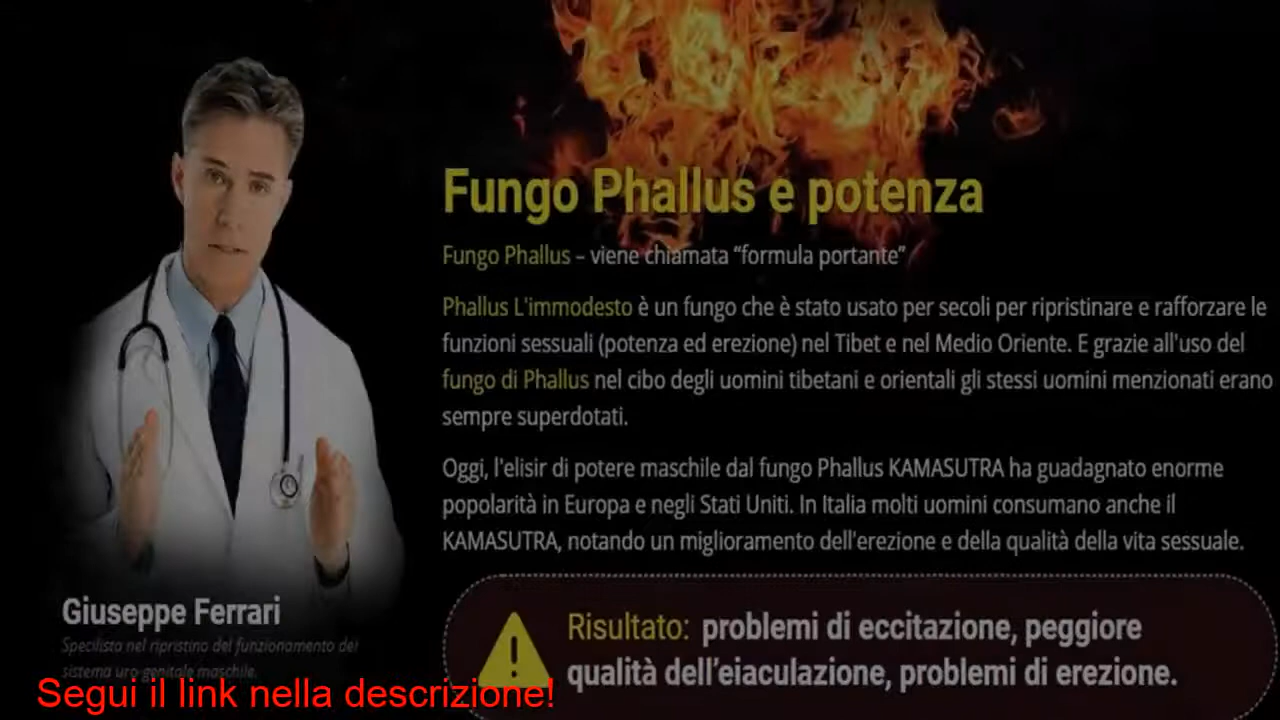 Fungo Phallus e potenza
Fungo Phallus – viene chiamata “formula portante”
Phallus L'immodesto è un fungo che è stato usato per secoli per ripristinare e rafforzare le
funzioni sessuali (potenza ed erezione) nel Tibet e nel Medio Oriente. E grazie all'uso del
fungo di Phallus nel cibo degli uomini tibetani e orientali gli stessi uomini menzionati erano
sempre superdotati.
Oggi, l'elisir di potere maschile dal fungo Phallus KAMASUTRA ha guadagnato enorme
popolarità in Europa e negli Stati Uniti. In Italia molti uomini consumano anche il
KAMASUTRA, notando un miglioramento dell'erezione e della qualità della vita sessuale.
Risultato: problemi di eccitazione, peggiore
qualità dell'eiaculazione, problemi di erezione.
Giuseppe Ferrari
Specilista nel ripristino del funzionamento del
sistema uro-genitale maschile.
Segui il link nella descrizione!